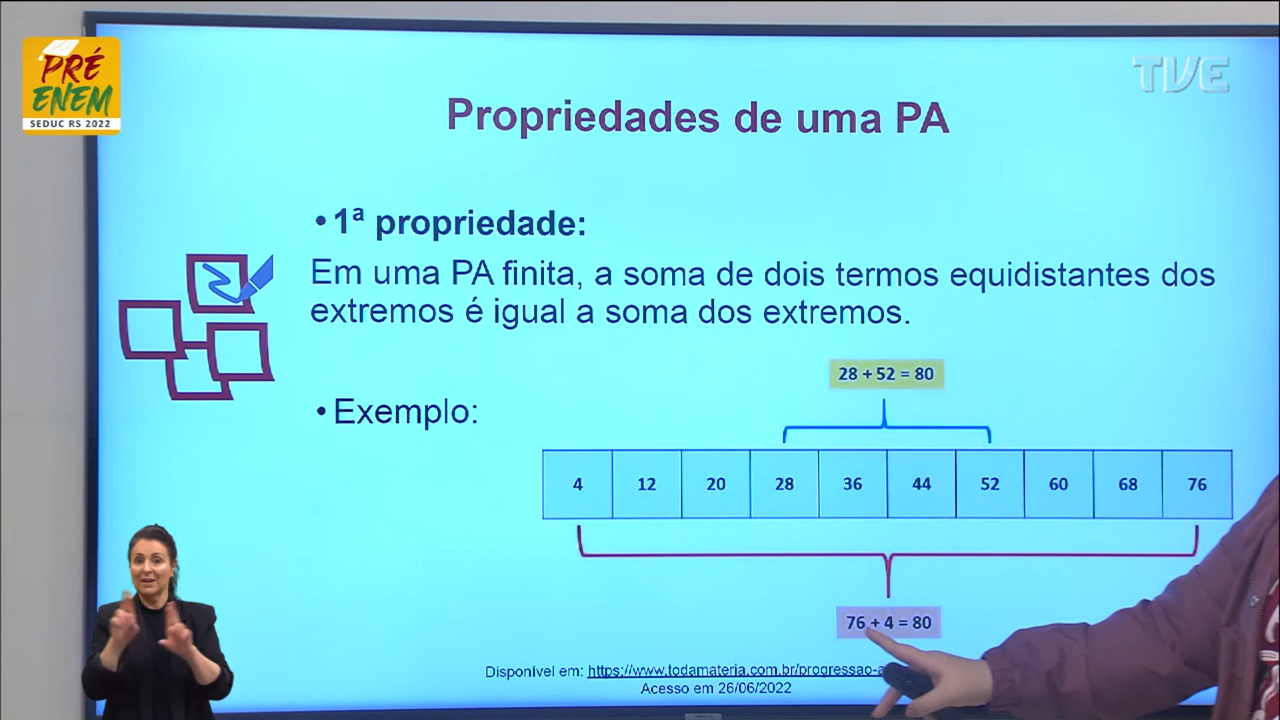 PRÉ
ENEM
SEDUC RS 2022
TVE
Propriedades de uma PA
•1ª propriedade:
Em uma PA finita, a soma de dois termos equidistantes dos
extremos é igual a soma dos extremos.
28 + 52 = 80
•Exemplo:
4 12 20 28 36 44 52 60 68 76
76 + 4 = 80
Disponível em: https://www.todamateria.com.br/progressao-a
Acesso em 26/06/2022